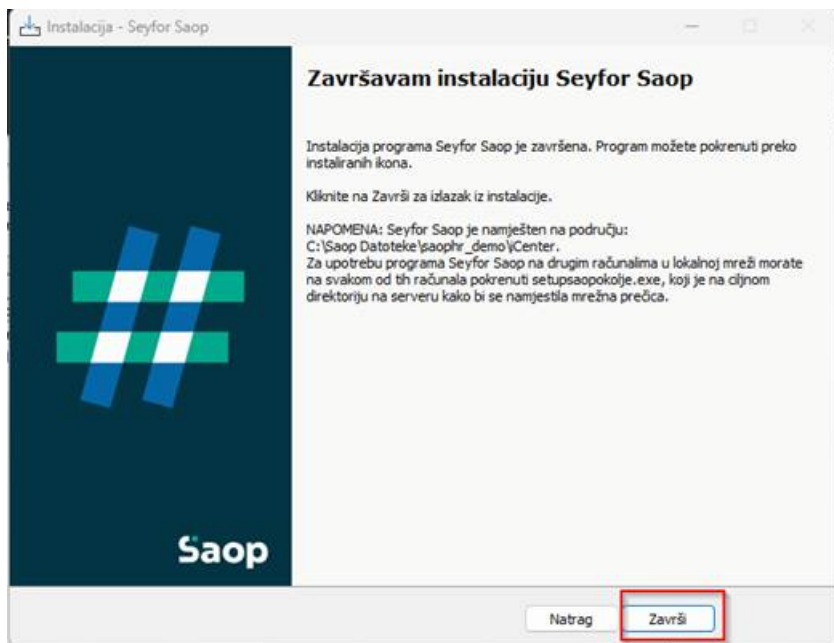 Instalacija - Seyfor Saop
Završavam instalaciju Seyfor Saop
Instalacija programa Seyfor Saop je završena. Program možete pokrenuti preko
instaliranih ikona.
Kliknite na Završi za izlazak iz instalacije.
NAPOMENA: Seyfor Saop je namješten na području:
C:\Saop Datoteke\saophr_demo\iCenter.
Za upotrebu programa Seyfor Saop na drugim računalima u lokalnoj mreži morate
na svakom od tih računala pokrenuti setupsaopokolje.exe, koji je na ciljnom
direktoriju na serveru kako bi se namjestila mrežna prečica.
Saop
Natrag
Završi